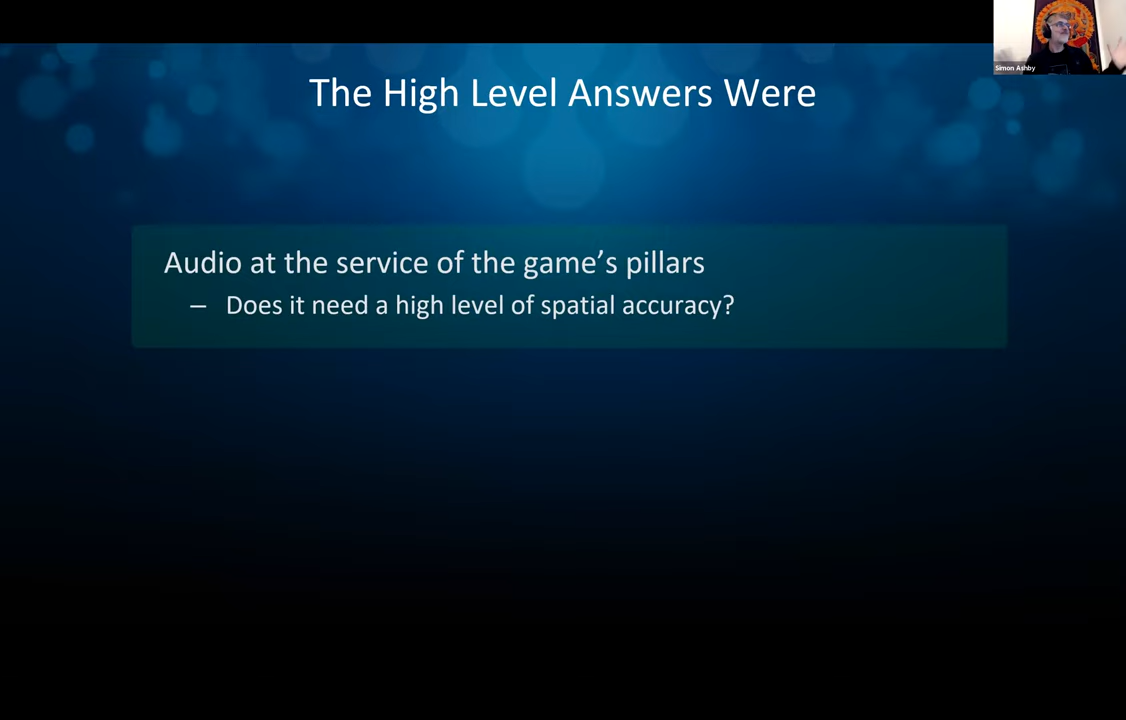 The High Level Answers Were
Simon Ashby
Audio at the service of the game’s pillars
– Does it need a high level of spatial accuracy?